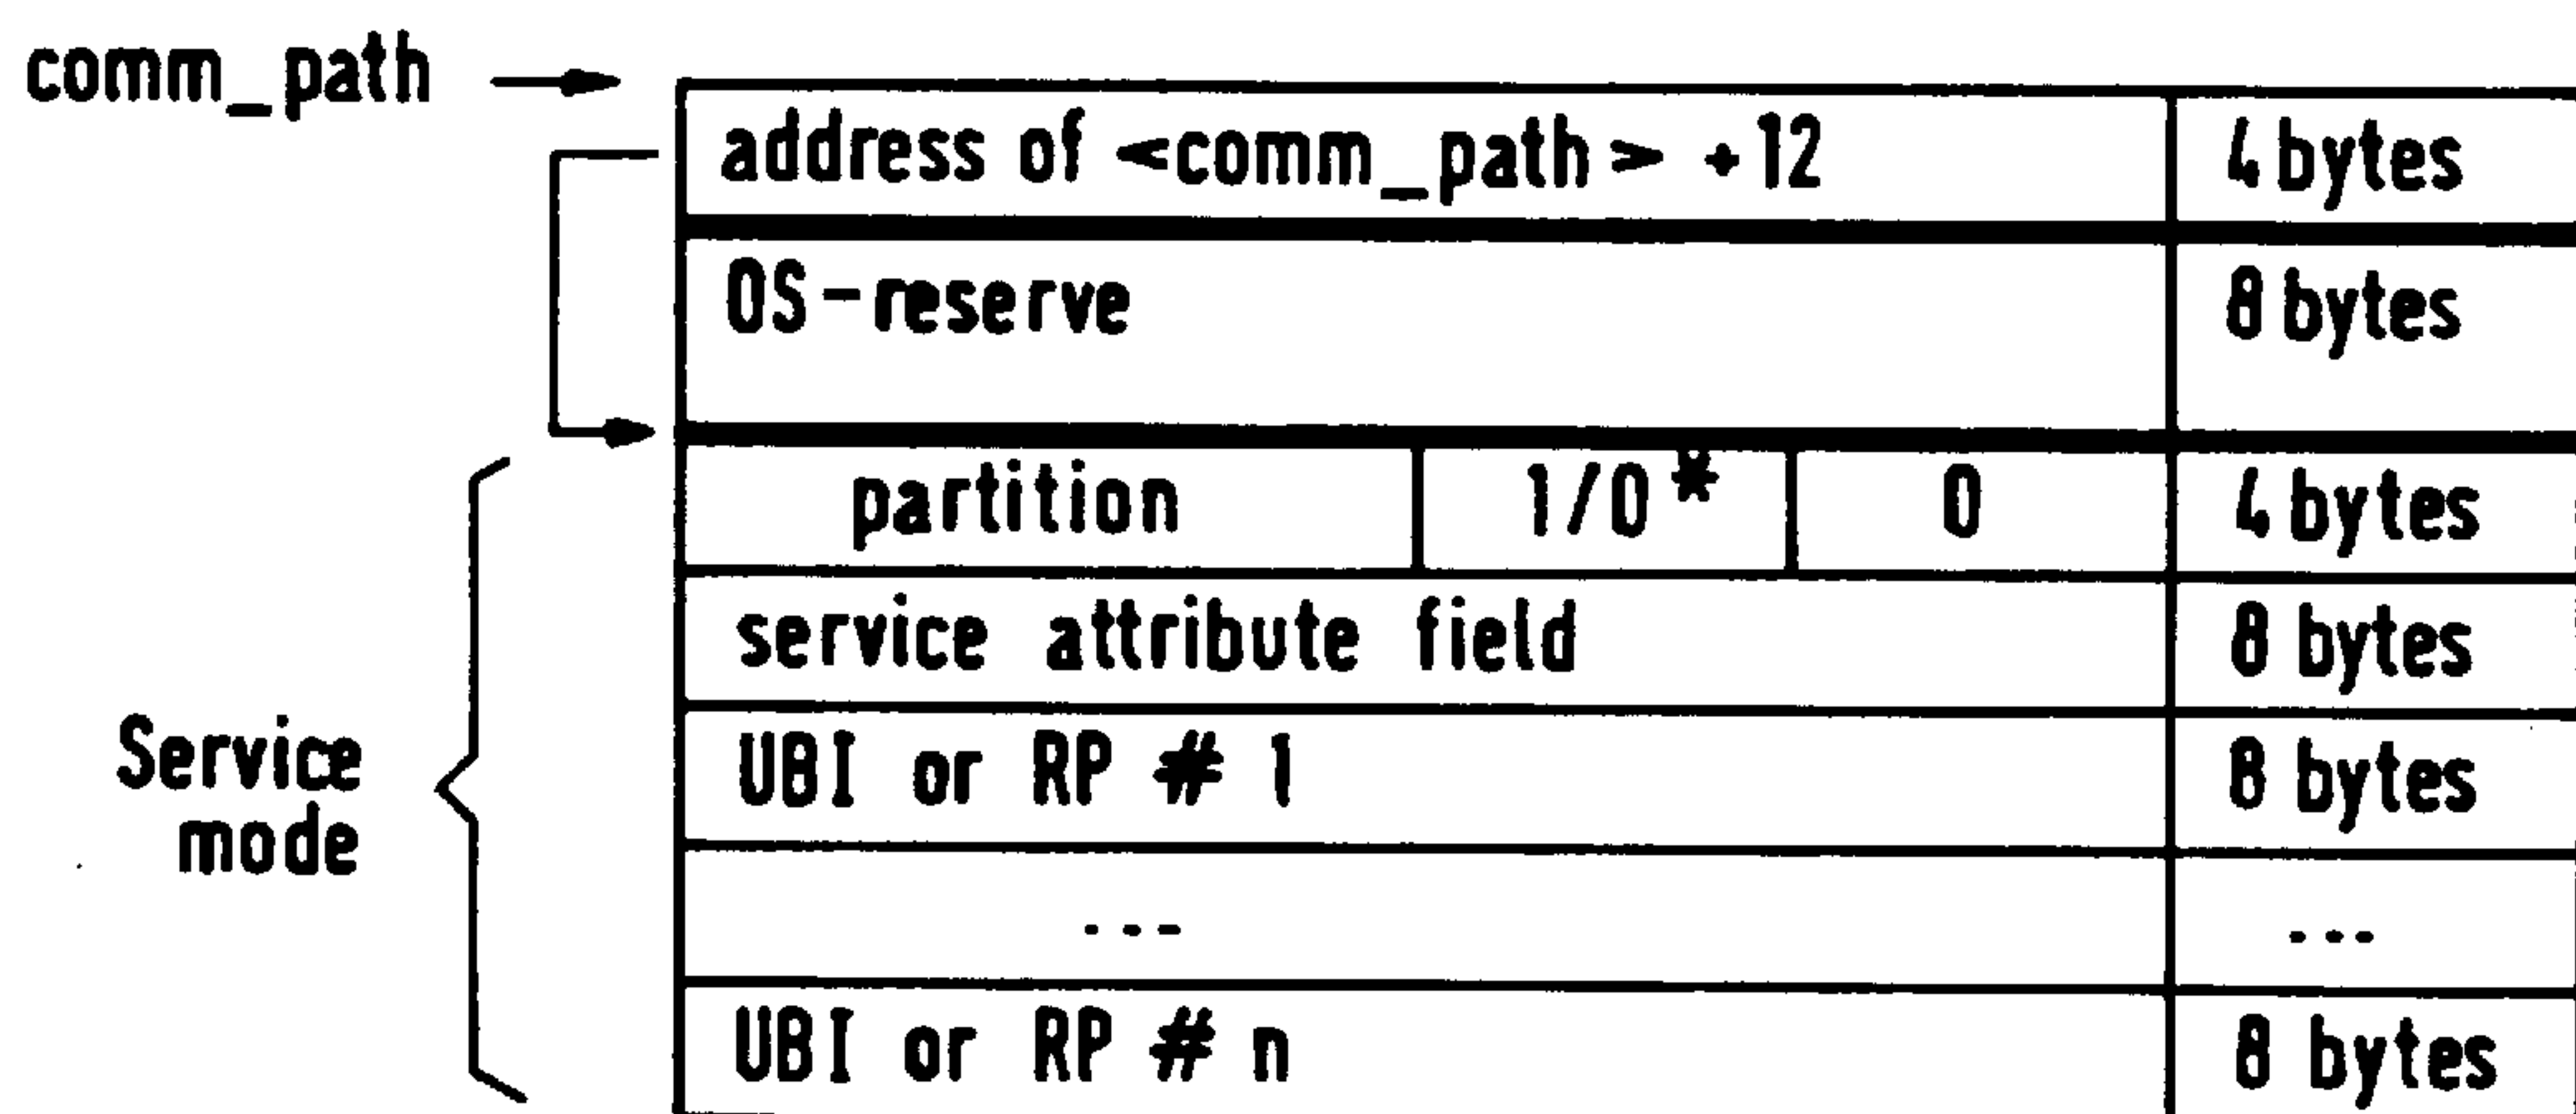 comm_path
address of <comm_path> +12 4 bytes
OS-reserve 8 bytes
partition 1/0* 0 4 bytes
service attribute field 8 bytes
Service mode
UBI or RP # 1 8 bytes
--- ---
UBI or RP # n 8 bytes